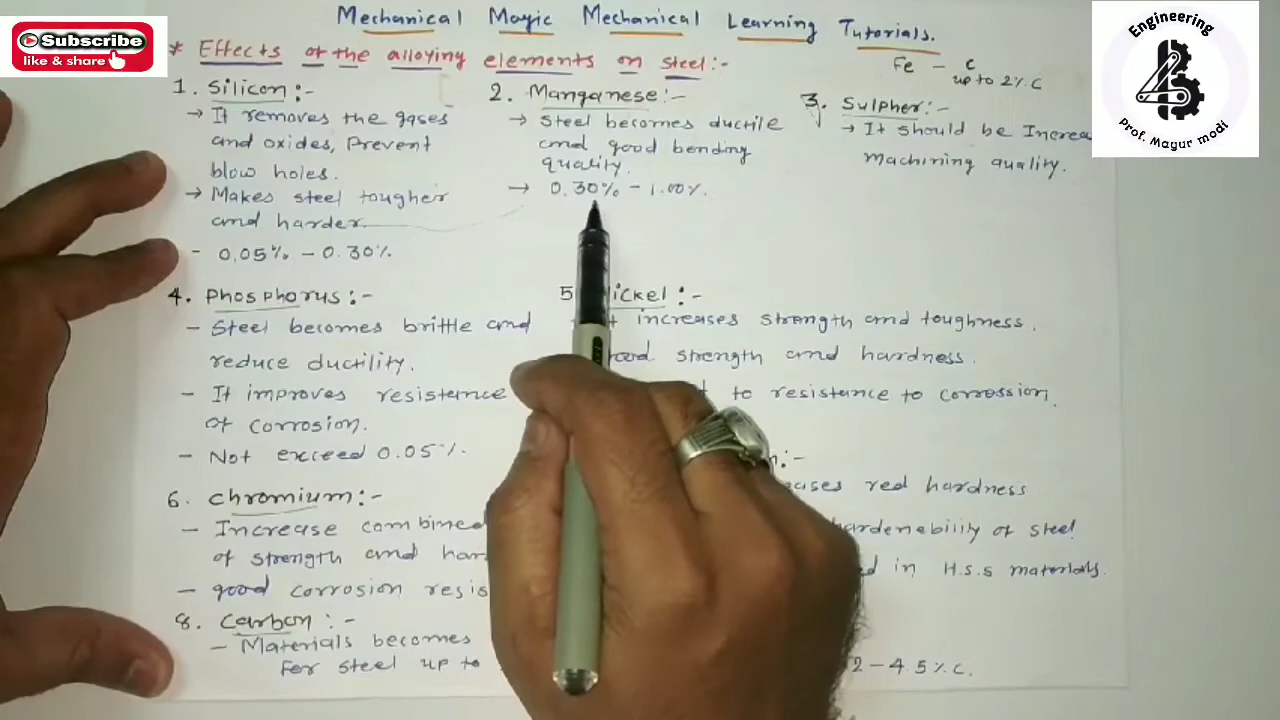 Mechanical Magic Mechanical Learning Tutorials.
Subscribe
like & share
Engineering
Prof. Mayur modi
* Effects of the alloying elements on steel:-
Fe - C
up to 2% C
1. Silicon:-
→ It removes the gases
and oxides, Prevent
blow holes.
→ Makes steel tougher
and harder
- 0.05% - 0.30%
2. Manganese:-
→ Steel becomes ductile
and good bending
quality.
→ 0.30% - 1.00%.
3. Sulpher:-
→ It should be Increa
Machining quality.
4. Phosphorus:-
- Steel becomes brittle and
reduce ductility.
- It improves resistance
of corrosion.
- Not exceed 0.05%.
5 ickel:-
increases strength and toughness.
ood strength and hardness.
to resistance to corrossion.
6. chromium:-
- Increase combined
of strength and har
- good corrosion resis
n:-
eases red hardness
hardenability of steel
ed in H.S.S materials.
8. Carbon:-
- Materials becomes
For steel up to
2-4.5%C.